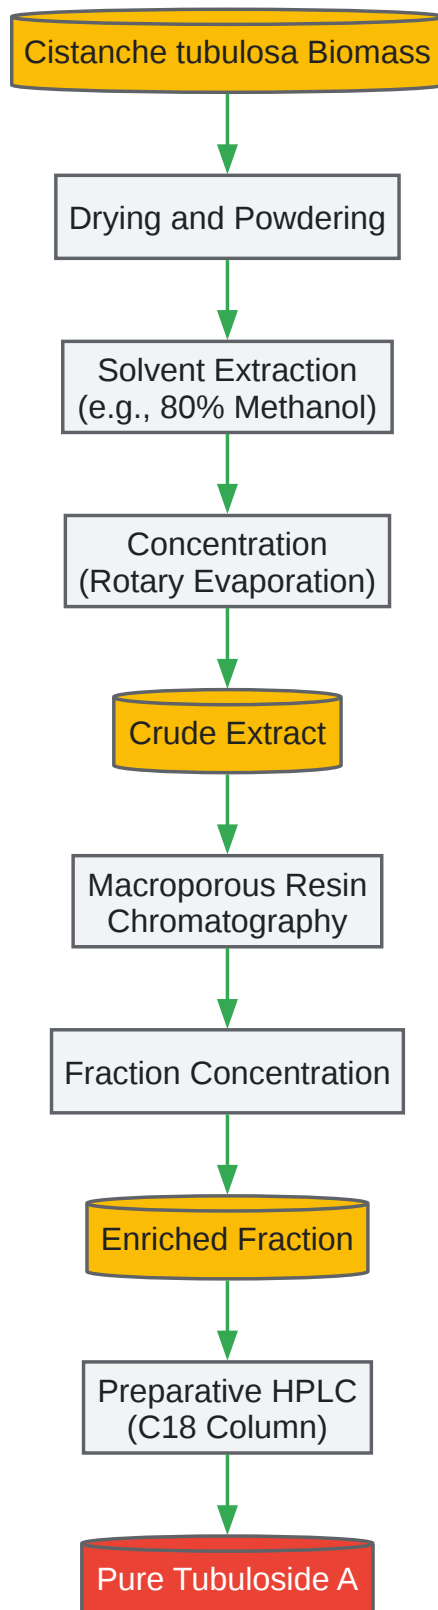 Cistanche tubulosa Biomass
Drying and Powdering
Solvent Extraction
(e.g., 80% Methanol)
Concentration
(Rotary Evaporation)
Crude Extract
Macroporous Resin
Chromatography
Fraction Concentration
Enriched Fraction
Preparative HPLC
(C18 Column)
Pure Tubuloside A